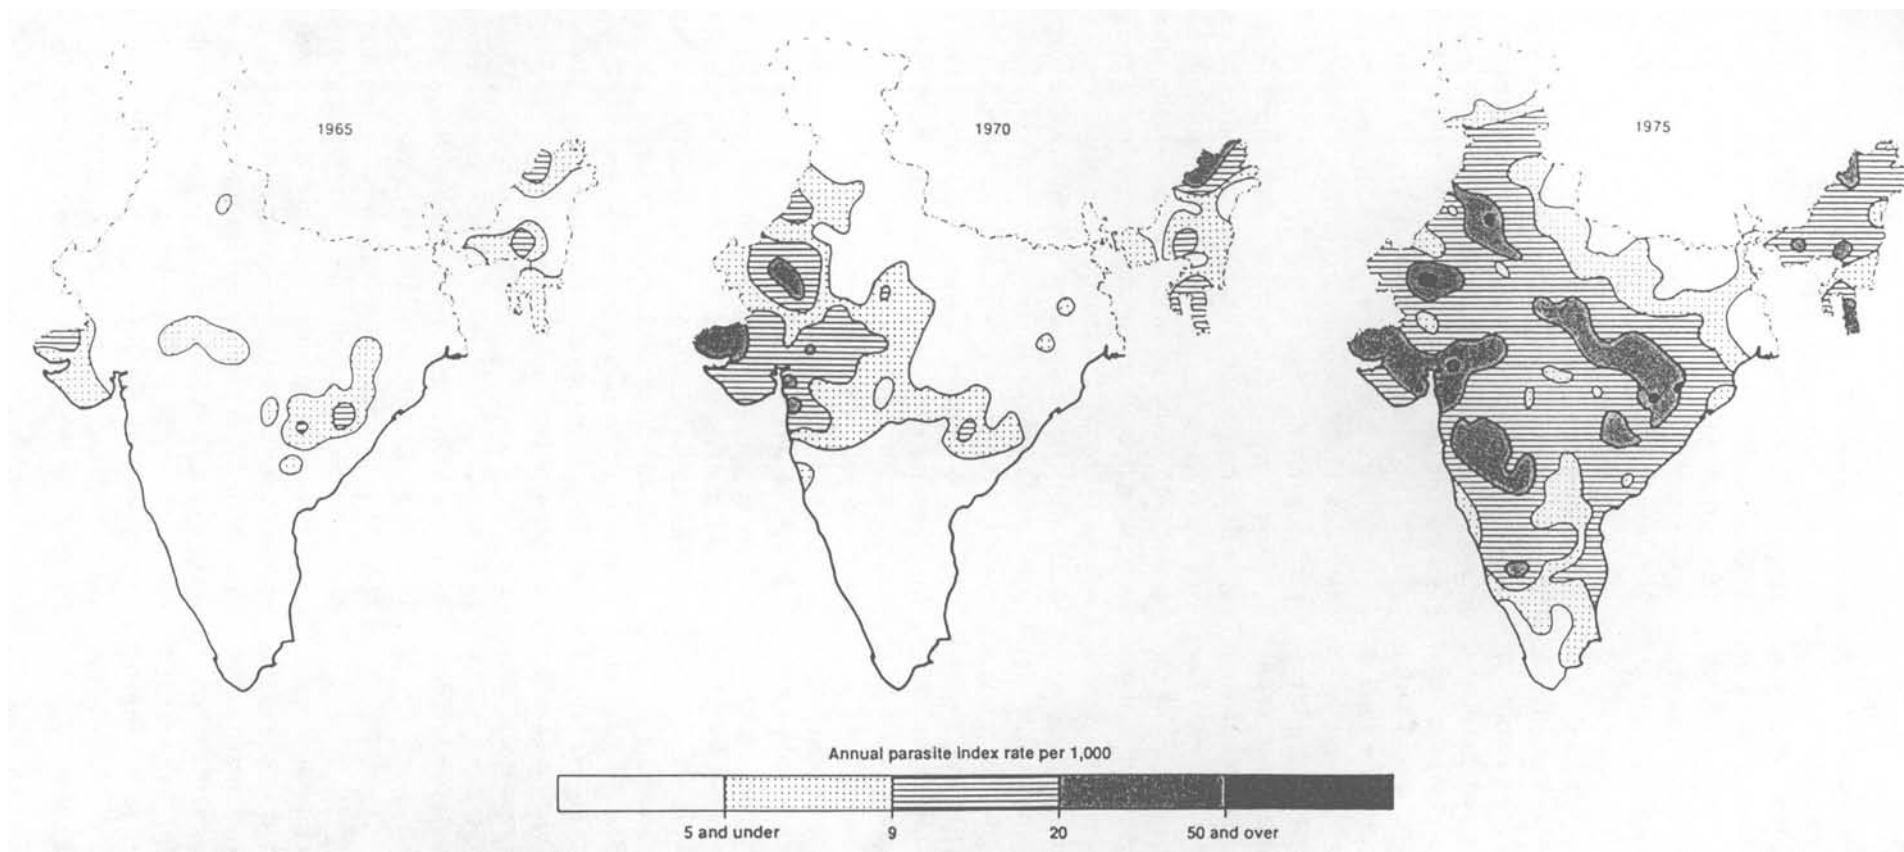 1965
1970
1975
Annual parasite index rate per 1,000
5 and under
9
20
50 and over